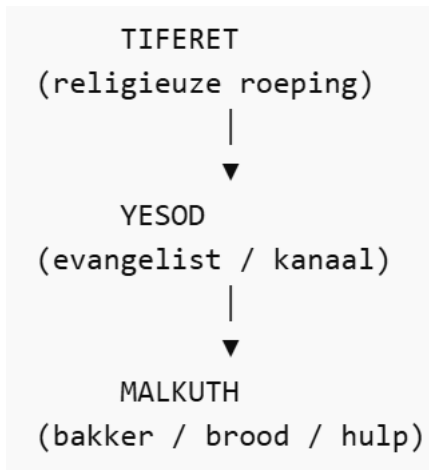 TIFERET
(religieuze roeping)
│
▼
YESOD
(evangelist / kanaal)
│
▼
MALKUTH
(bakker / brood / hulp)